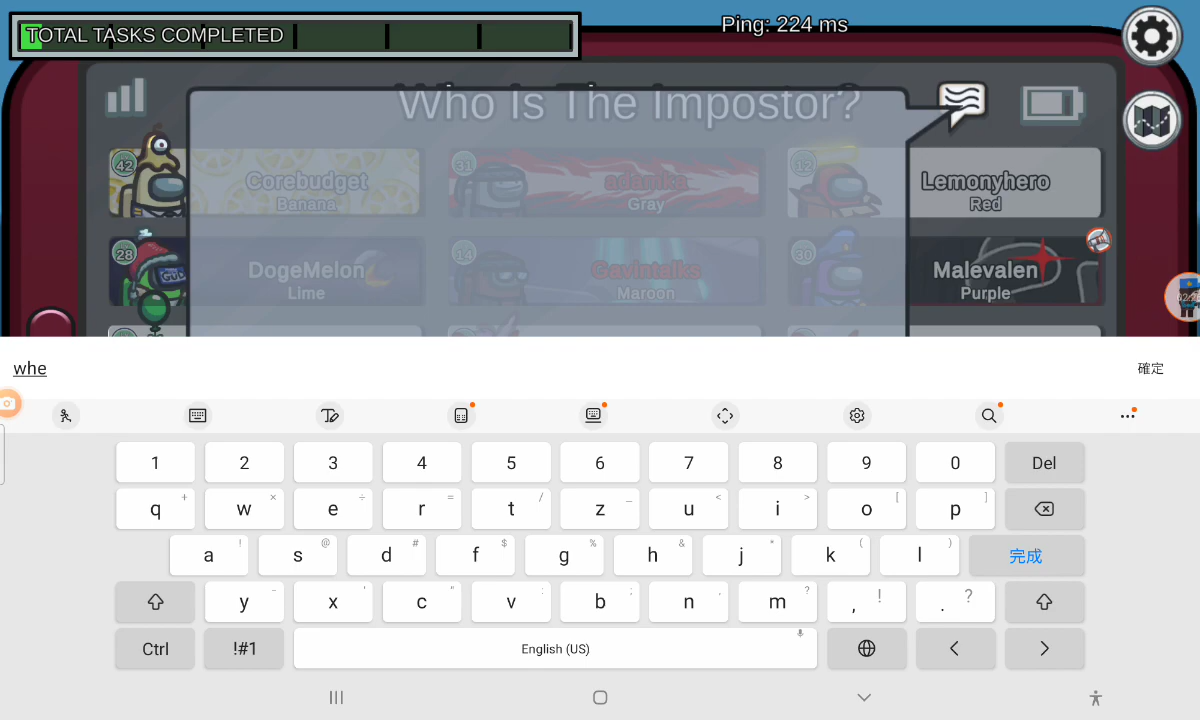 TOTAL TASKS COMPLETED
Ping: 224 ms
Who Is The Impostor?
42
Corebudget
Banana
31
adanka
Gray
12
Lemonyhero
Red
28
DogeMelon
Lime
14
Gavintalks
Maroon
30
Malevalen
Purple
whe
確定
1 2 3 4 5 6 7 8 9 0 Del
q + w × e ÷ r = t / z _ u < i > o [ p ]
a ! s @ d # f $ g % h & j * k ( l ) 完成
y - x ' c " v : b ; n , m ? , ! . ?
Ctrl !#1 English (US) < >